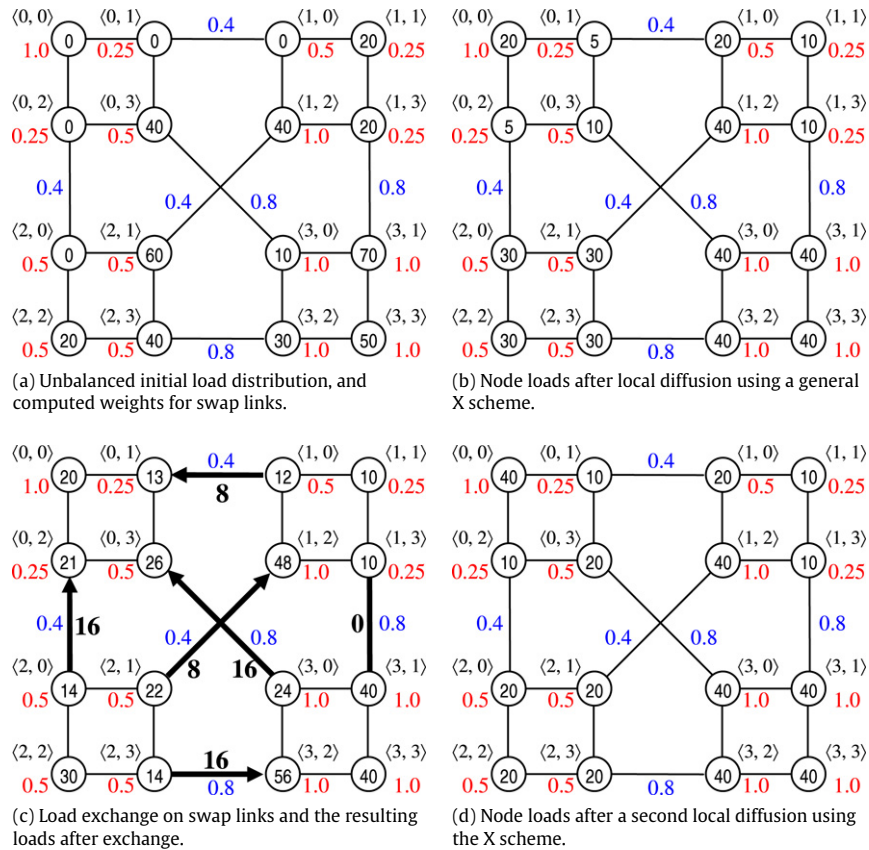 ⟨0, 0⟩ ⟨0, 1⟩ 0.4 ⟨1, 0⟩ ⟨1, 1⟩
0 0 0 20
1.0 0.25 0.5 0.25
⟨0, 2⟩ ⟨0, 3⟩ ⟨1, 2⟩ ⟨1, 3⟩
0 40 40 20
0.25 0.5 1.0 0.25
0.4 0.4 0.8 0.8
⟨2, 0⟩ ⟨2, 1⟩ ⟨3, 0⟩ ⟨3, 1⟩
0 60 10 70
0.5 0.5 1.0 1.0
⟨2, 2⟩ ⟨2, 3⟩ ⟨3, 2⟩ ⟨3, 3⟩
20 40 30 50
0.5 0.5 0.8 1.0 1.0
(a) Unbalanced initial load distribution, and
computed weights for swap links.
⟨0, 0⟩ ⟨0, 1⟩ 0.4 ⟨1, 0⟩ ⟨1, 1⟩
20 5 20 10
1.0 0.25 0.5 0.25
⟨0, 2⟩ ⟨0, 3⟩ ⟨1, 2⟩ ⟨1, 3⟩
5 10 40 10
0.25 0.5 1.0 0.25
0.4 0.4 0.8 0.8
⟨2, 0⟩ ⟨2, 1⟩ ⟨3, 0⟩ ⟨3, 1⟩
30 30 40 40
0.5 0.5 1.0 1.0
⟨2, 2⟩ ⟨2, 3⟩ ⟨3, 2⟩ ⟨3, 3⟩
30 30 40 40
0.5 0.5 0.8 1.0 1.0
(b) Node loads after local diffusion using a general
X scheme.
⟨0, 0⟩ ⟨0, 1⟩ 0.4 ⟨1, 0⟩ ⟨1, 1⟩
20 13 12 10
1.0 0.25 8 0.5 0.25
⟨0, 2⟩ ⟨0, 3⟩ ⟨1, 2⟩ ⟨1, 3⟩
21 26 48 10
0.25 0.5 1.0 0.25
0.4 16 0.4 0.8 0 0.8
8 16
⟨2, 0⟩ ⟨2, 1⟩ ⟨3, 0⟩ ⟨3, 1⟩
14 22 24 40
0.5 0.5 1.0 1.0
⟨2, 2⟩ ⟨2, 3⟩ 16 ⟨3, 2⟩ ⟨3, 3⟩
30 14 56 40
0.5 0.5 0.8 1.0 1.0
(c) Load exchange on swap links and the resulting
loads after exchange.
⟨0, 0⟩ ⟨0, 1⟩ 0.4 ⟨1, 0⟩ ⟨1, 1⟩
40 10 20 10
1.0 0.25 0.5 0.25
⟨0, 2⟩ ⟨0, 3⟩ ⟨1, 2⟩ ⟨1, 3⟩
10 20 40 10
0.25 0.5 1.0 0.25
0.4 0.4 0.8 0.8
⟨2, 0⟩ ⟨2, 1⟩ ⟨3, 0⟩ ⟨3, 1⟩
20 20 40 40
0.5 0.5 1.0 1.0
⟨2, 2⟩ ⟨2, 3⟩ ⟨3, 2⟩ ⟨3, 3⟩
20 20 40 40
0.5 0.5 0.8 1.0 1.0
(d) Node loads after a second local diffusion using
the X scheme.